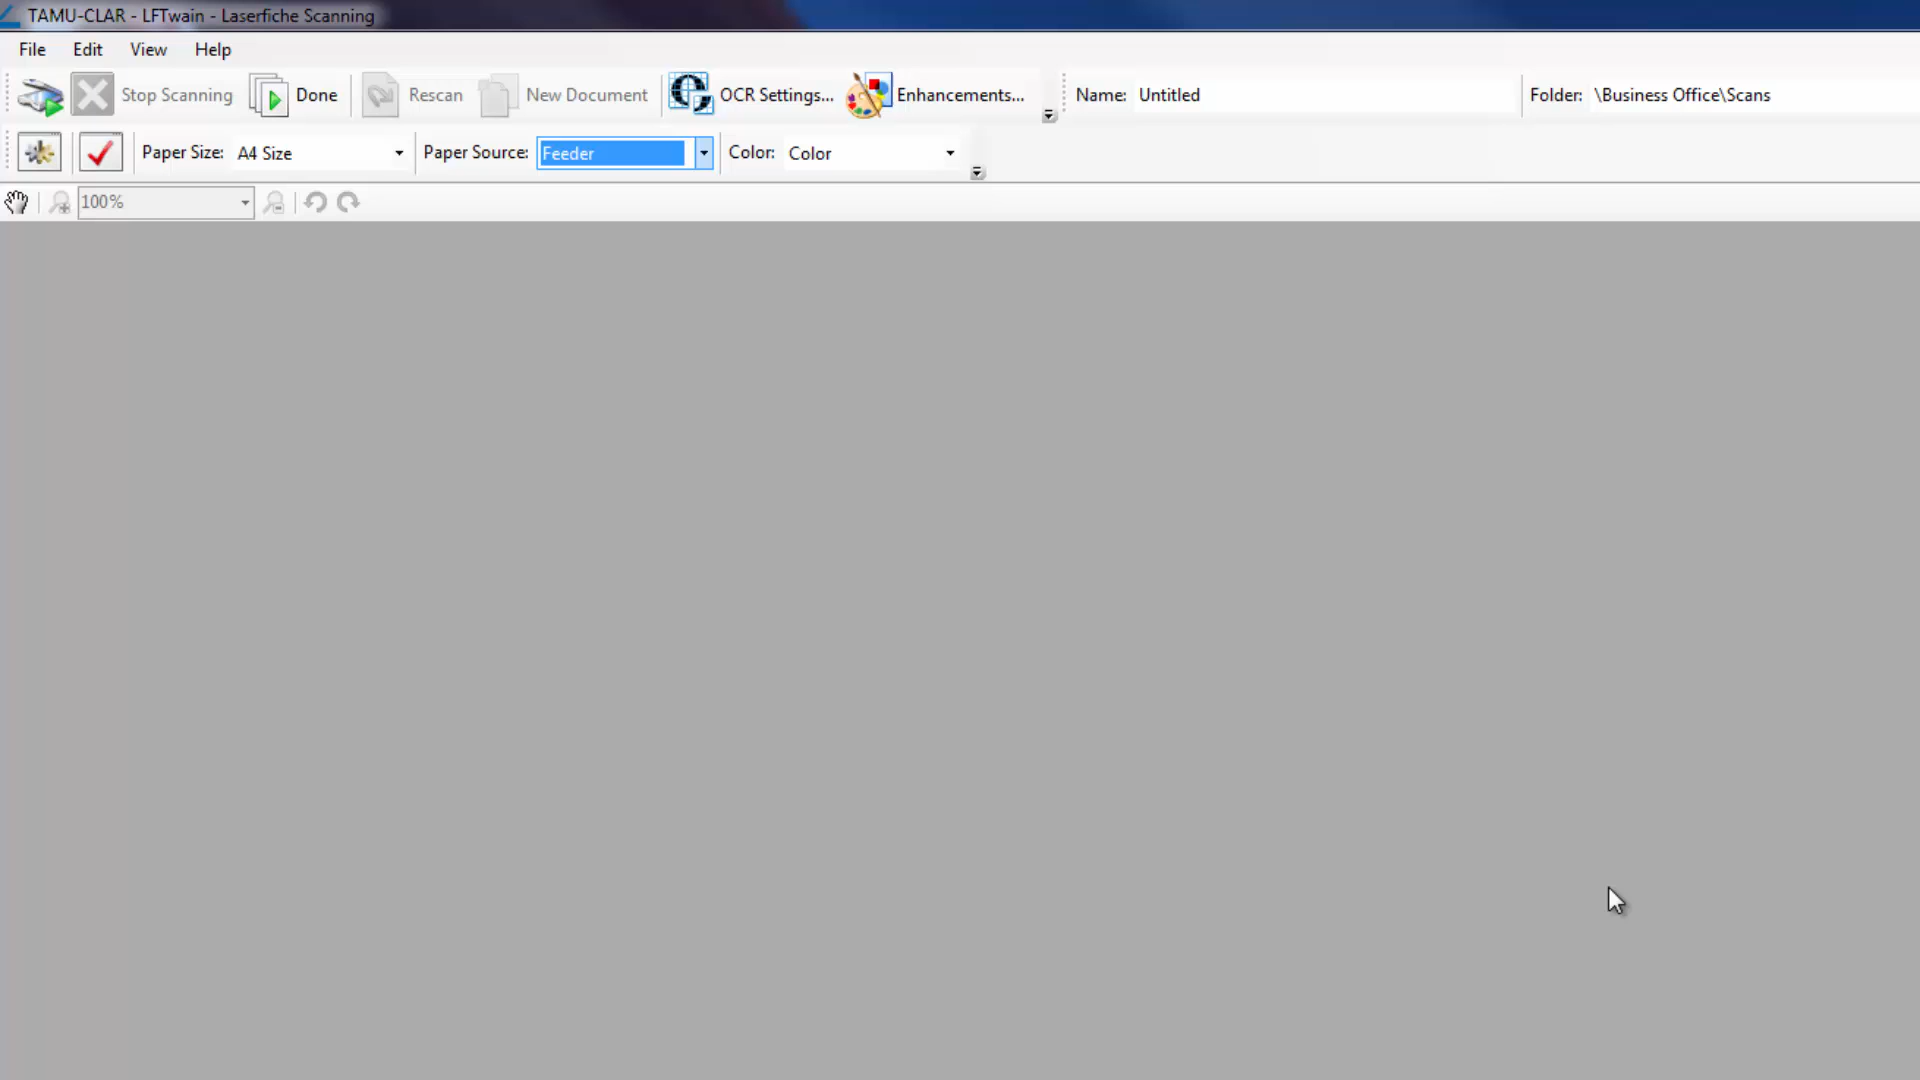 TAMU-CLAR - LFTwain - Laserfiche Scanning
File Edit View Help
Stop Scanning Done Rescan New Document OCR Settings... Enhancements... Name: Untitled Folder: \Business Office\Scans
Paper Size: A4 Size Paper Source: Feeder Color: Color
100%